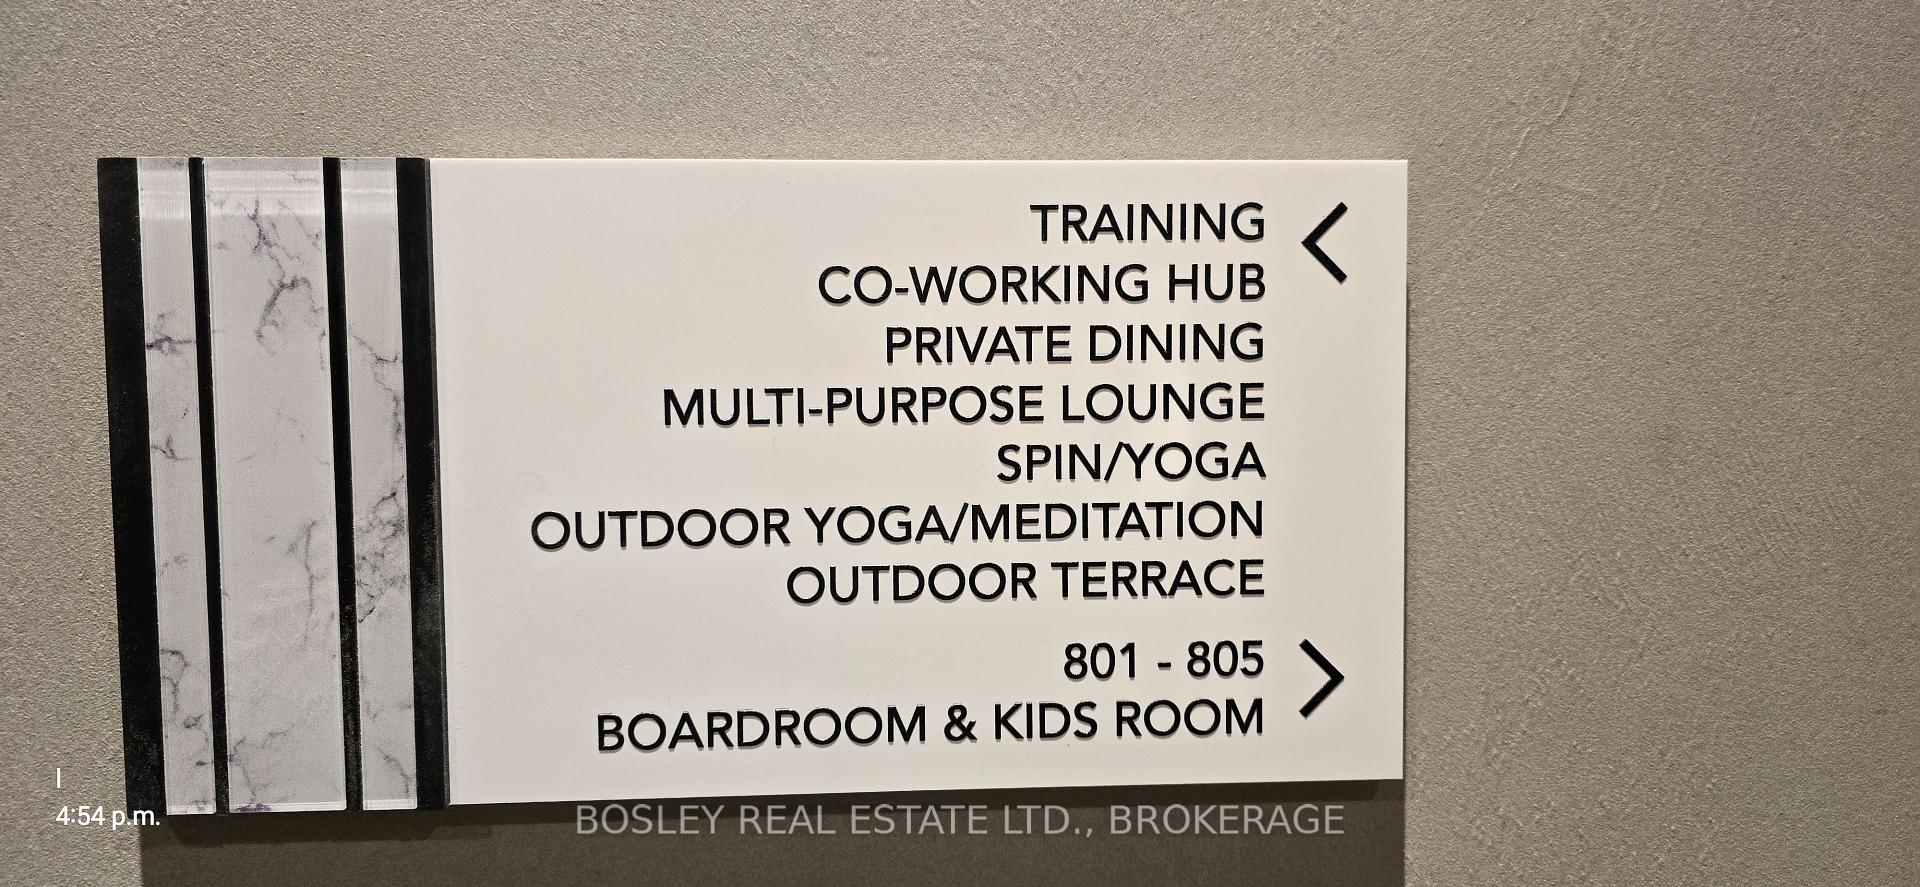 TRAINING
CO-WORKING HUB
PRIVATE DINING
MULTI-PURPOSE LOUNGE
SPIN/YOGA
OUTDOOR YOGA/MEDITATION
OUTDOOR TERRACE
801 - 805
BOARDROOM & KIDS ROOM
I
4:54 p.m.
BOSLEY REAL ESTATE LTD., BROKERAGE